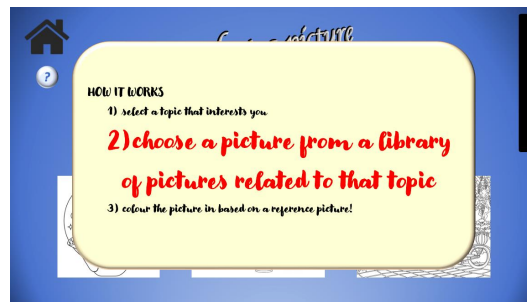 picture
?
HOW IT WORKS
1) select a topic that interests you
2) choose a picture from a library
of pictures related to that topic
3) colour the picture in based on a reference picture!